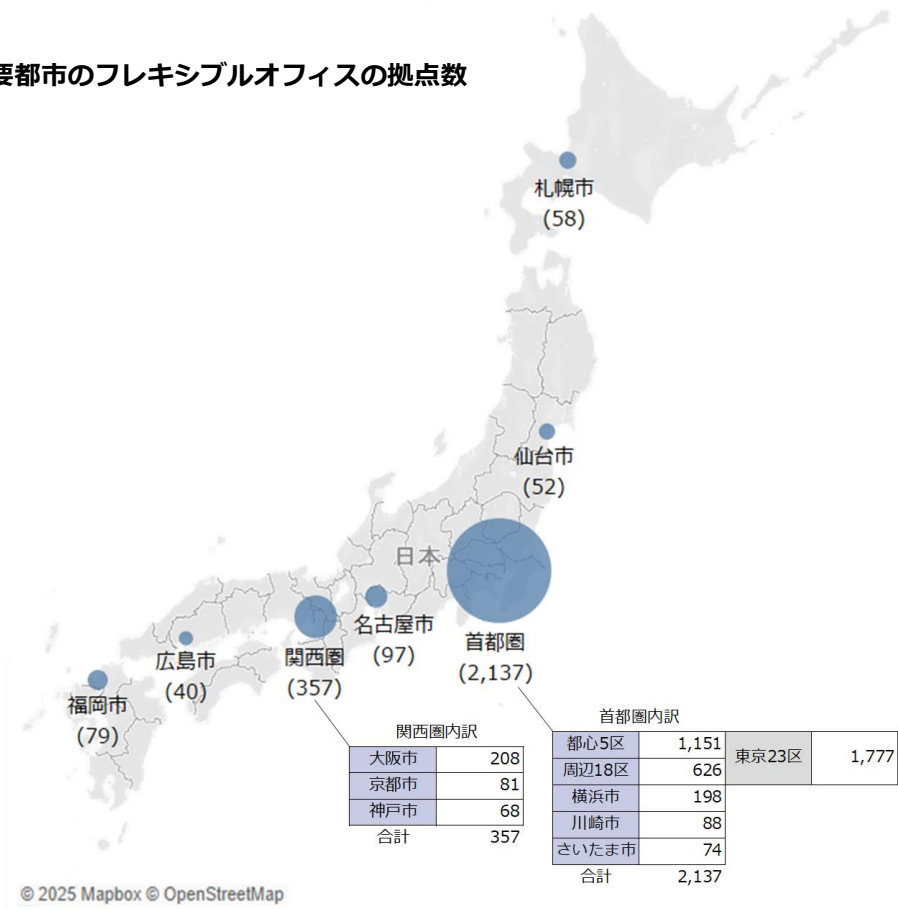 要都市のフレキシブルオフィスの拠点数
札幌市
(58)
仙台市
(52)
日本
首都圏
(2,137)
名古屋市
(97)
関西圏
(357)
広島市
(40)
福岡市
(79)
関西圏内訳
大阪市 208
京都市 81
神戸市 68
合計 357
首都圏内訳
都心5区 1,151 東京23区 1,777
周辺18区 626
横浜市 198
川崎市 88
さいたま市 74
合計 2,137
© 2025 Mapbox © OpenStreetMap